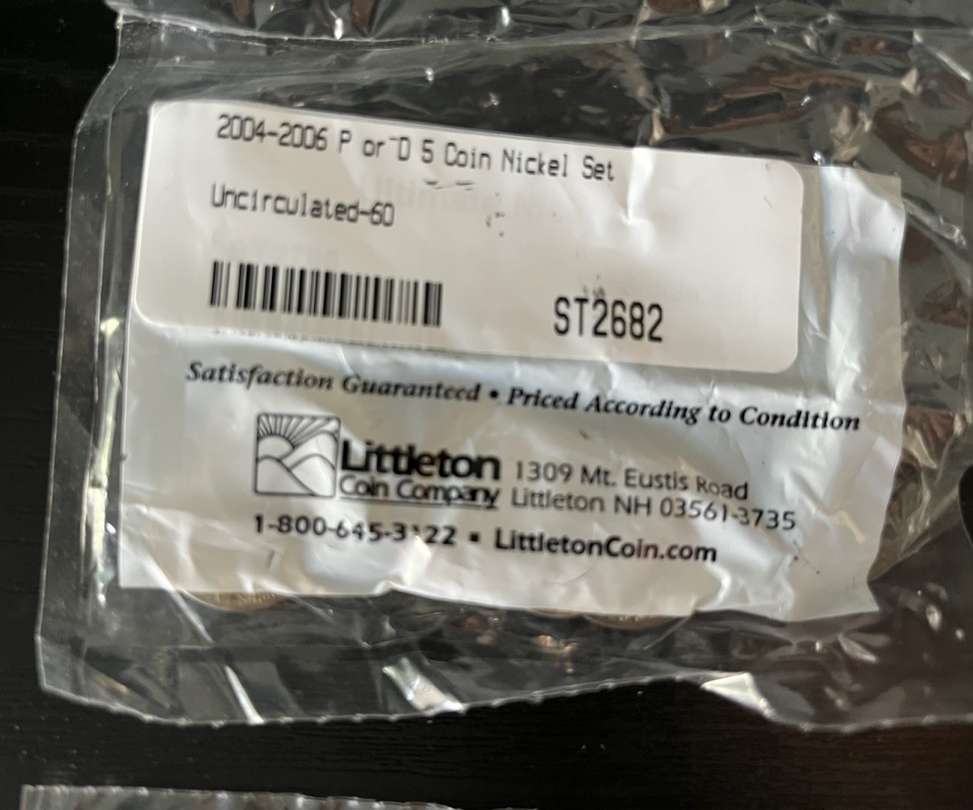 2004-2006 P or D 5 Coin Nickel Set
Uncirculated-60
ST2682
Satisfaction Guaranteed • Priced According to Condition
Littleton
Coin Company
1309 Mt. Eustis Road
Littleton NH 03561-3735
1-800-645-3122 ▪ LittletonCoin.com